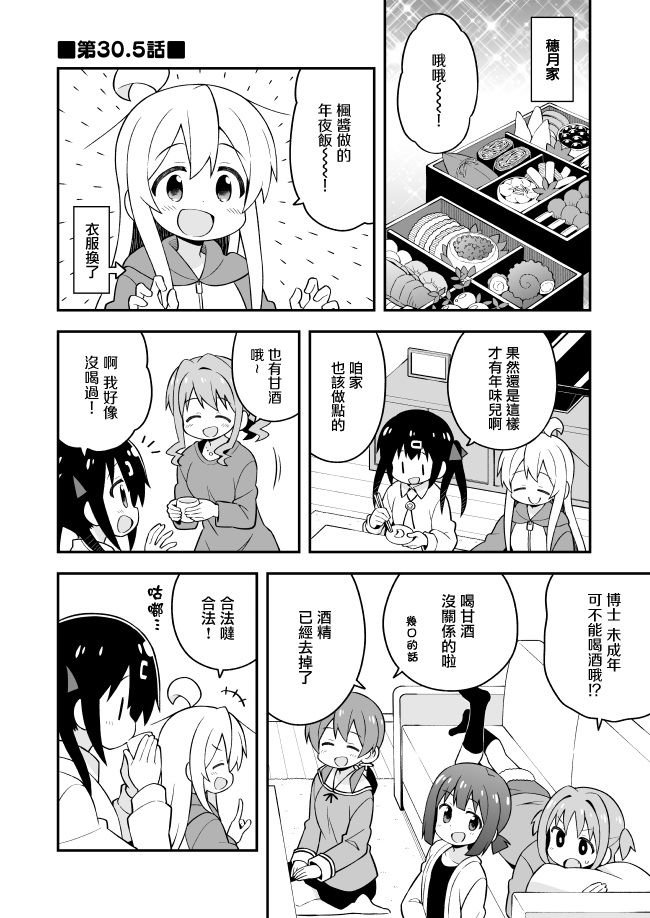 ■第30.5話■
穗月家
哦哦~~~~!
楓醬做的
年夜飯~~~~!
衣服換了
果然還是這樣
才有年味兒啊
咱家
也該做點的
也有甘酒
哦~
啊 我好像
沒喝過!
博士 未成年
可不能喝酒哦!?
喝甘酒
沒關係的啦
幾口的話
酒精
已經去掉了
合法噠
合法!
咕嘟…